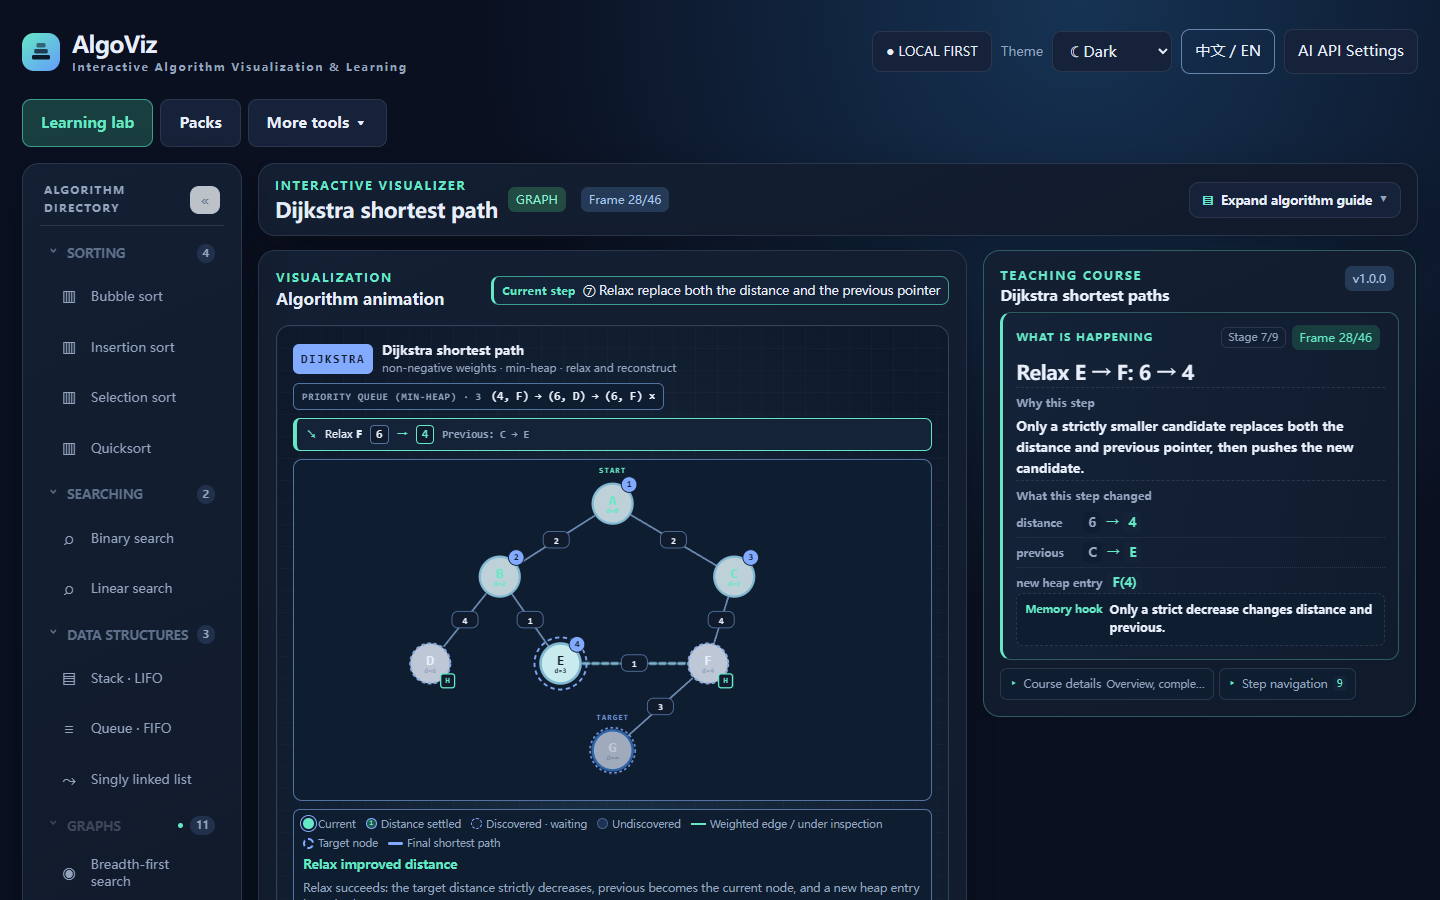 AlgoViz
Interactive Algorithm Visualization & Learning
● LOCAL FIRST
Theme
☾ Dark
中文 / EN
AI API Settings
Learning lab
Packs
More tools ▾
ALGORITHM DIRECTORY
«
SORTING 4
Bubble sort
Insertion sort
Selection sort
Quicksort
SEARCHING 2
Binary search
Linear search
DATA STRUCTURES 3
Stack · LIFO
Queue · FIFO
Singly linked list
GRAPHS • 11
Breadth-first
search
INTERACTIVE VISUALIZER
Dijkstra shortest path
GRAPH
Frame 28/46
Expand algorithm guide ▼
VISUALIZATION
Algorithm animation
Current step ⑦ Relax: replace both the distance and the previous pointer
DIJKSTRA
Dijkstra shortest path
non-negative weights · min-heap · relax and reconstruct
PRIORITY QUEUE (MIN-HEAP) · 3 (4, F) → (6, D) → (6, F) ×
↘ Relax F 6 → 4 Previous: C → E
START
1
A
2
2
2
B
3
C
4
1
4
D
H
4
E
d=3
1
F
H
3
TARGET
G
Current
1 Distance settled
Discovered · waiting
Undiscovered
Weighted edge / under inspection
Target node
Final shortest path
Relax improved distance
Relax succeeds: the target distance strictly decreases, previous becomes the current node, and a new heap entry
TEACHING COURSE
Dijkstra shortest paths
v1.0.0
WHAT IS HAPPENING
Stage 7/9
Frame 28/46
Relax E → F: 6 → 4
Why this step
Only a strictly smaller candidate replaces both the
distance and previous pointer, then pushes the new
candidate.
What this step changed
distance 6 → 4
previous C → E
new heap entry F(4)
Memory hook Only a strict decrease changes distance and
previous.
‣ Course details Overview, comple...
‣ Step navigation 9